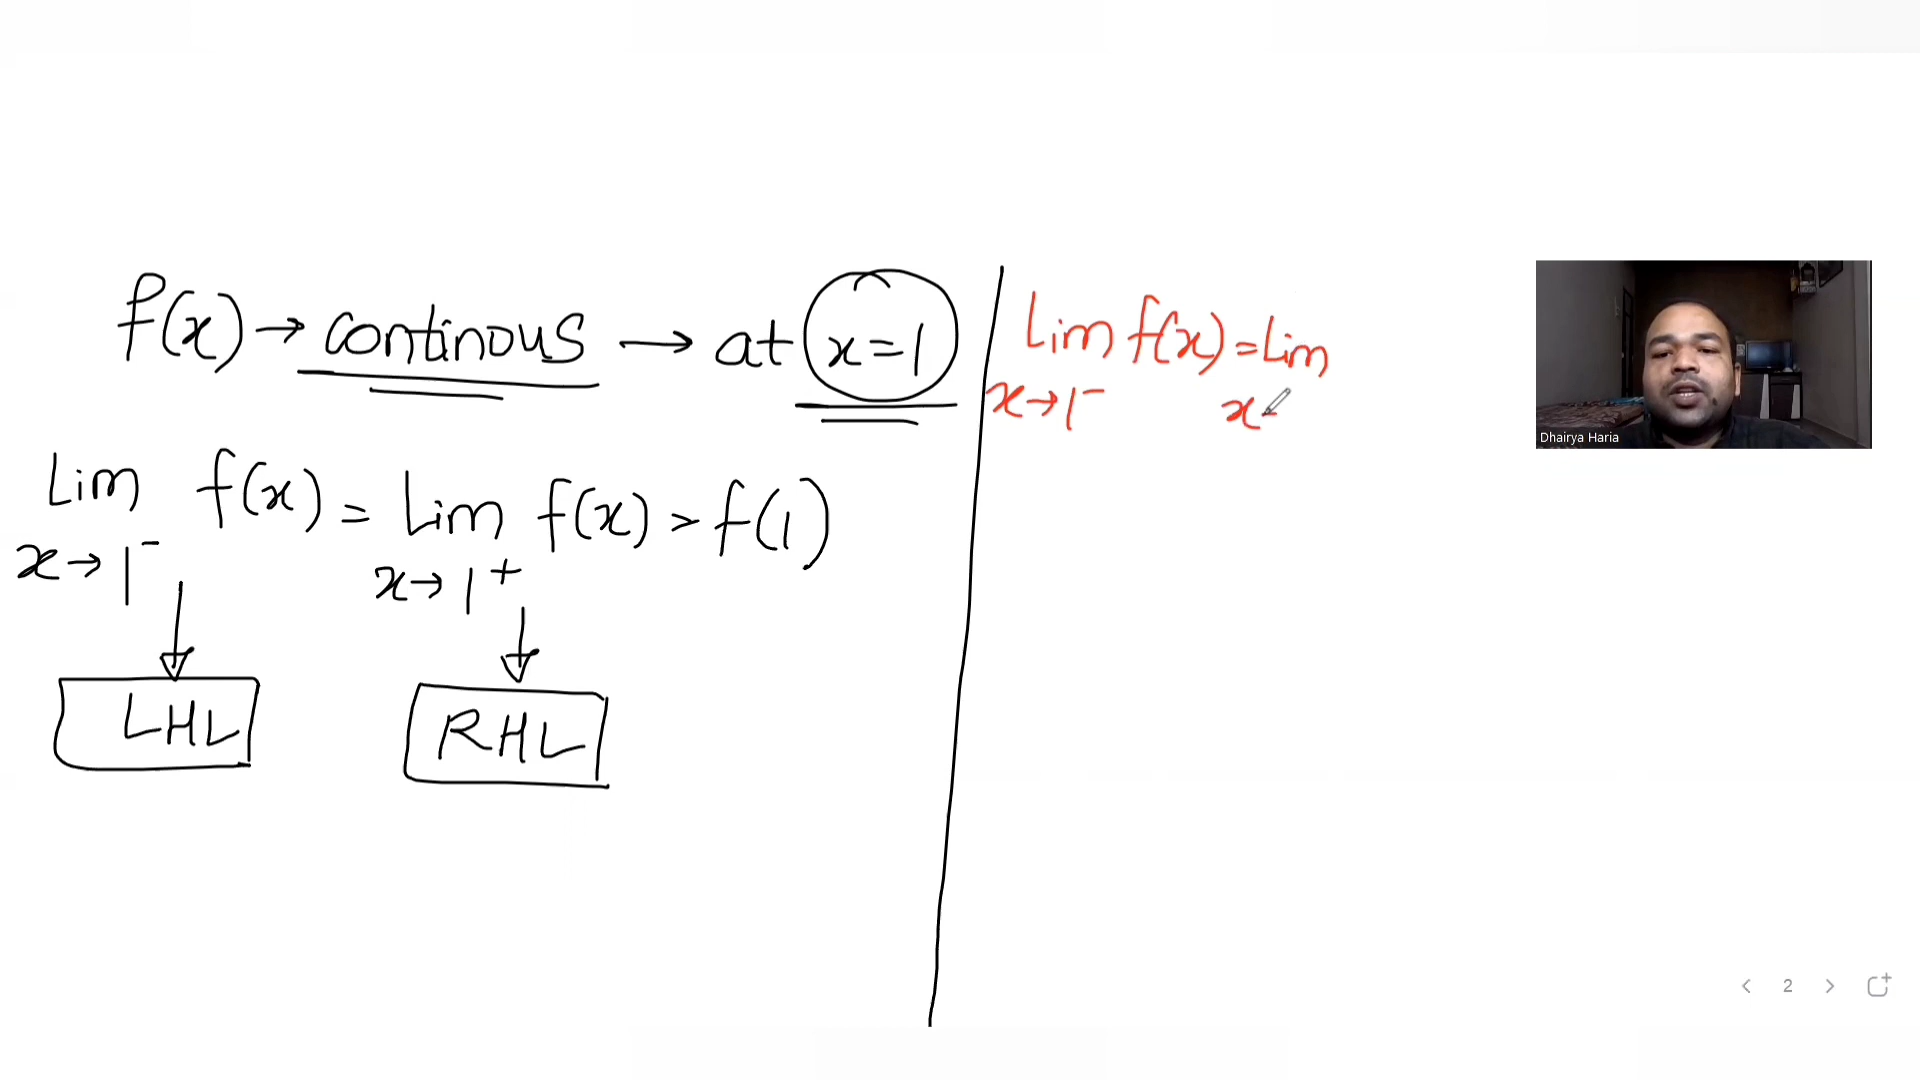 f(x) → continous → at x=1
Lim f(x) = Lim f(x) = f(1)
x→1⁻ x→1⁺
LHL RHL
Lim f(x) = Lim
x→1⁻ x-
Dhairya Haria
2